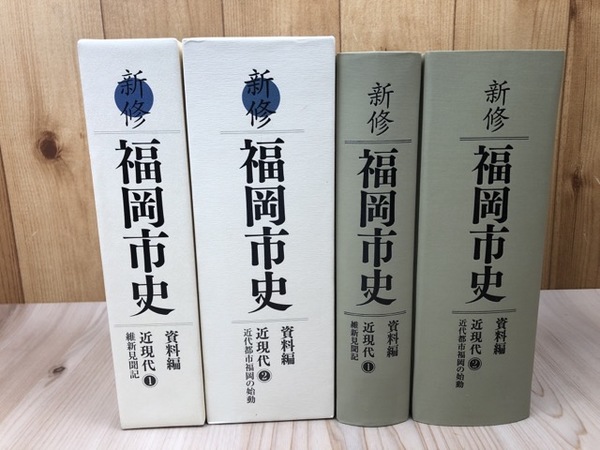 新修
福岡市史
資料編
近現代❶
維新見聞記
新修
福岡市史
資料編
近現代❷
近代都市福岡の始動
新修
福岡市史
資料編
近現代❶
維新見聞記
新修
福岡市史
資料編
近現代❷
近代都市福岡の始動